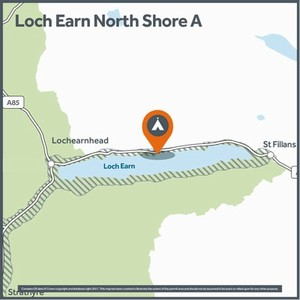 Loch Earn North Shore A
A85
Lochearnhead
St Fillans
Loch Earn
Strathyre